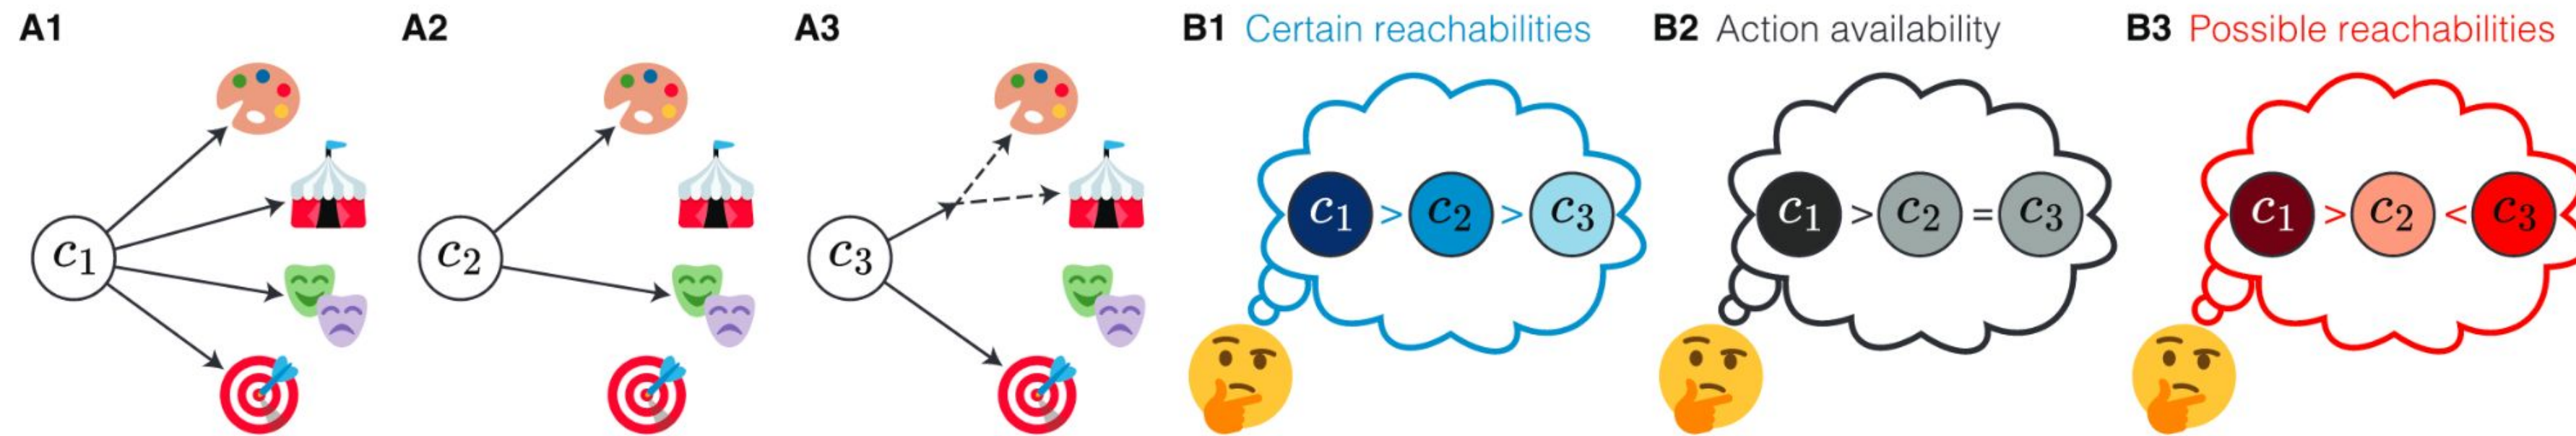 A1
A2
A3
B1 Certain reachabilities
B2 Action availability
B3 Possible reachabilities
c1
c2
c3
c1 > c2 > c3
c1 > c2 = c3
c1 > c2 < c3